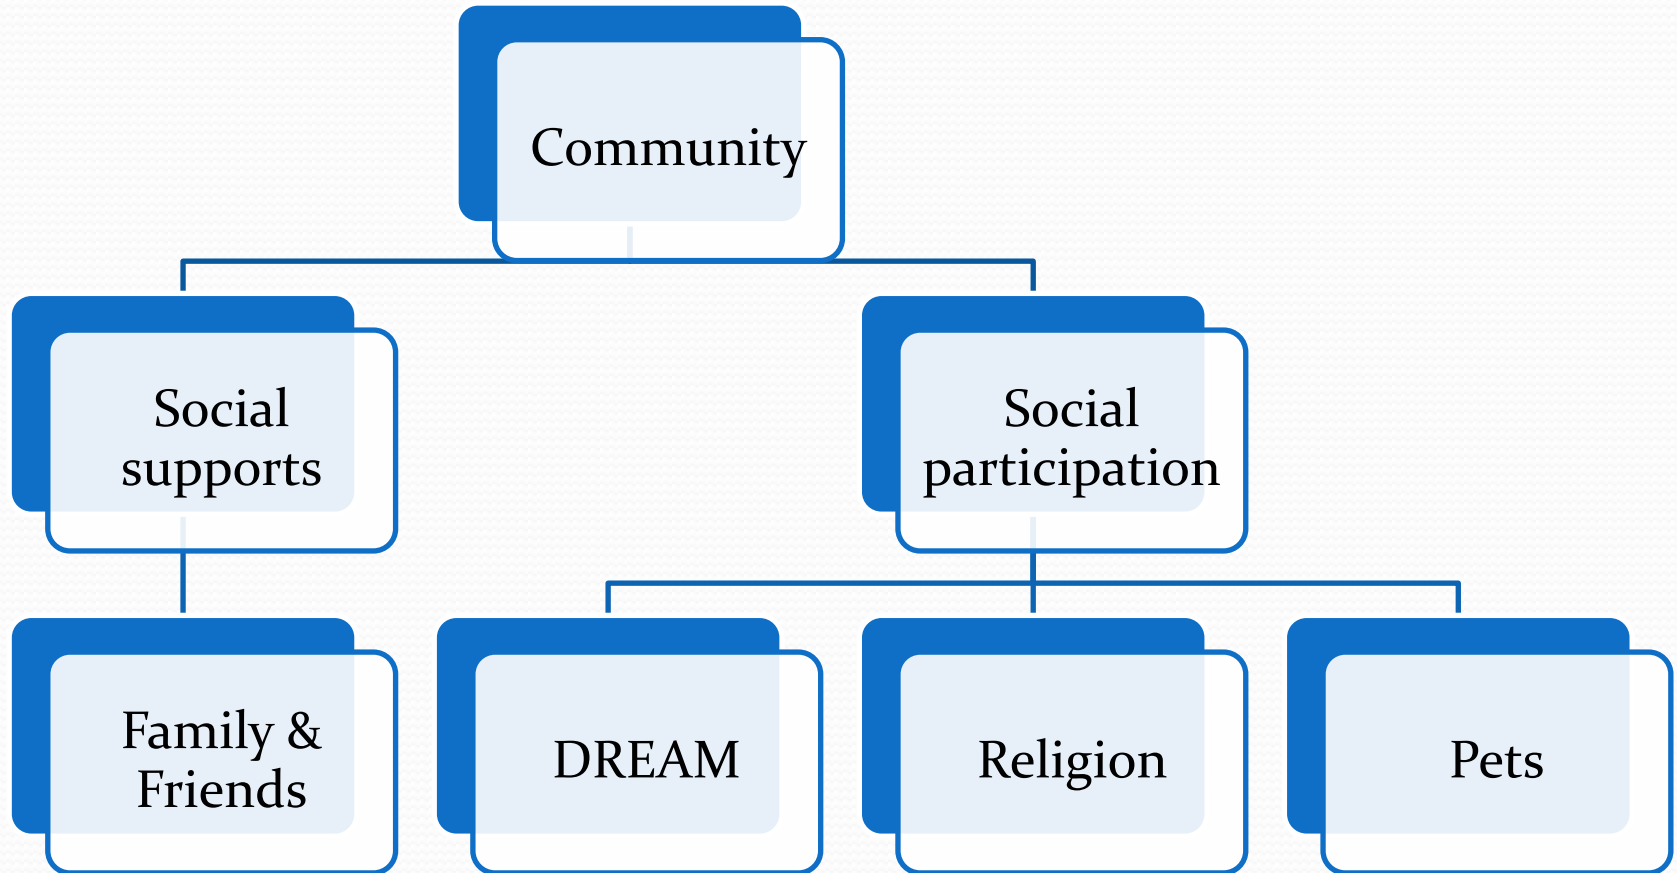 Community
Social
supports
Social
participation
Family &
Friends
DREAM
Religion
Pets